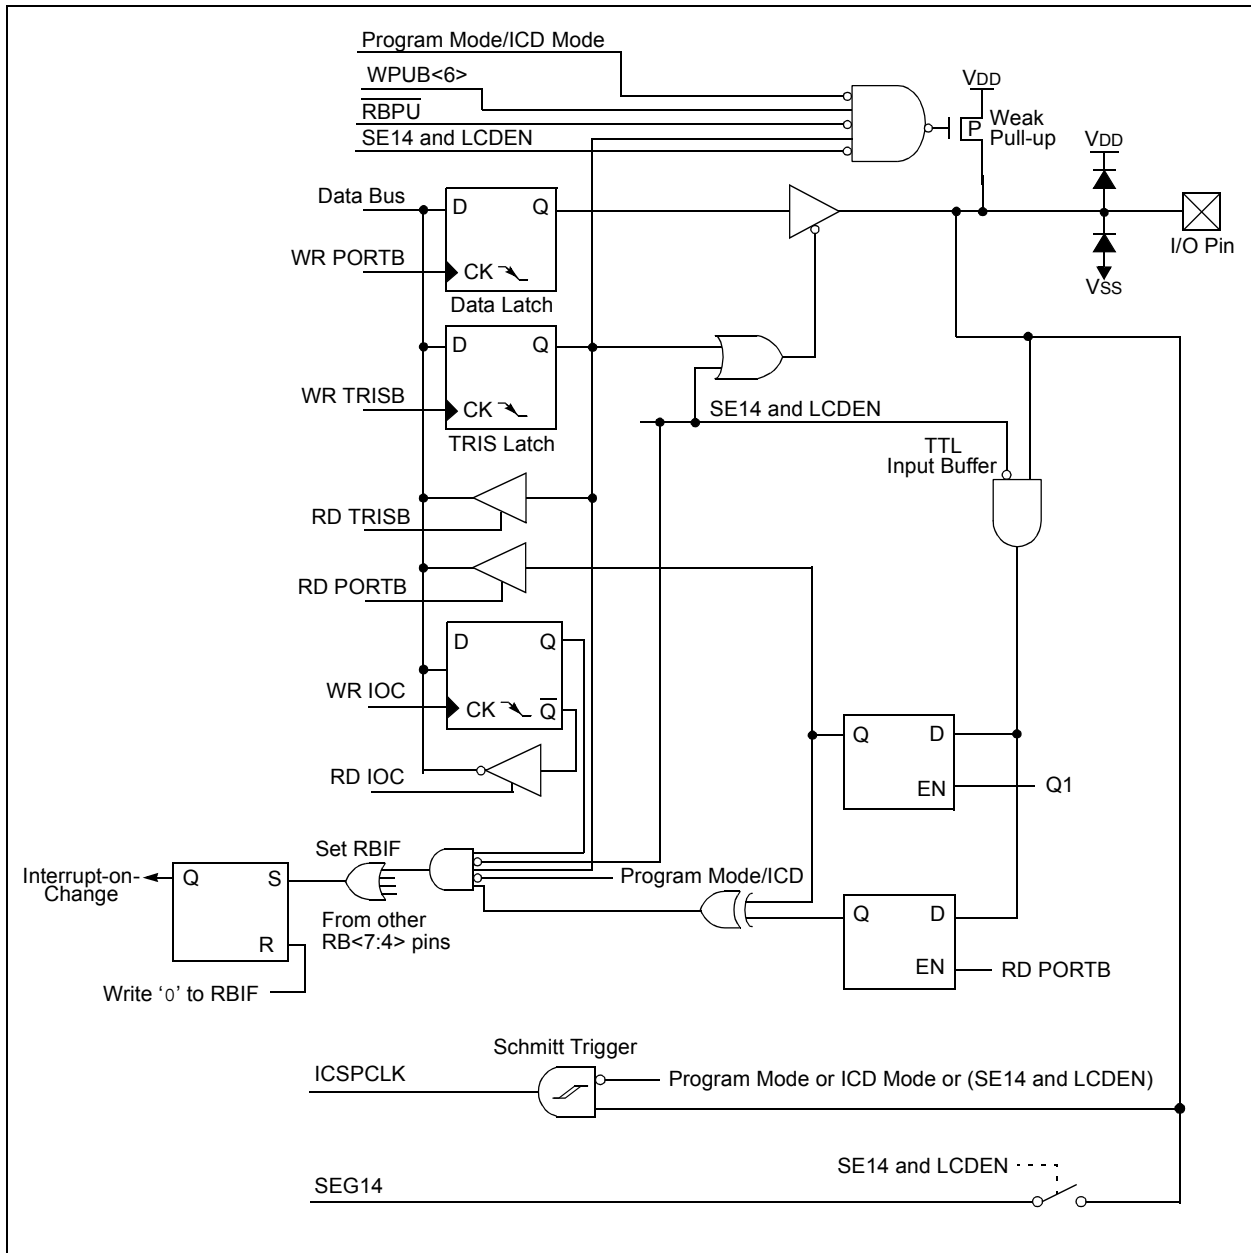 Program Mode/ICD Mode
WPUB<6>
RBPU
SE14 and LCDEN
VDD
P
Weak
Pull-up
VDD
Data Bus
D
Q
I/O Pin
WR PORTB
CK
VSS
Data Latch
D
Q
WR TRISB
CK
SE14 and LCDEN
TRIS Latch
TTL
Input Buffer
RD TRISB
RD PORTB
D
Q
WR IOC
CK
Q
Q
D
RD IOC
EN
Q1
Set RBIF
Interrupt-on-
Change
Q
S
Program Mode/ICD
From other
RB<7:4> pins
Q
D
R
EN
RD PORTB
Write ‘0’ to RBIF
Schmitt Trigger
ICSPCLK
Program Mode or ICD Mode or (SE14 and LCDEN)
SE14 and LCDEN
SEG14